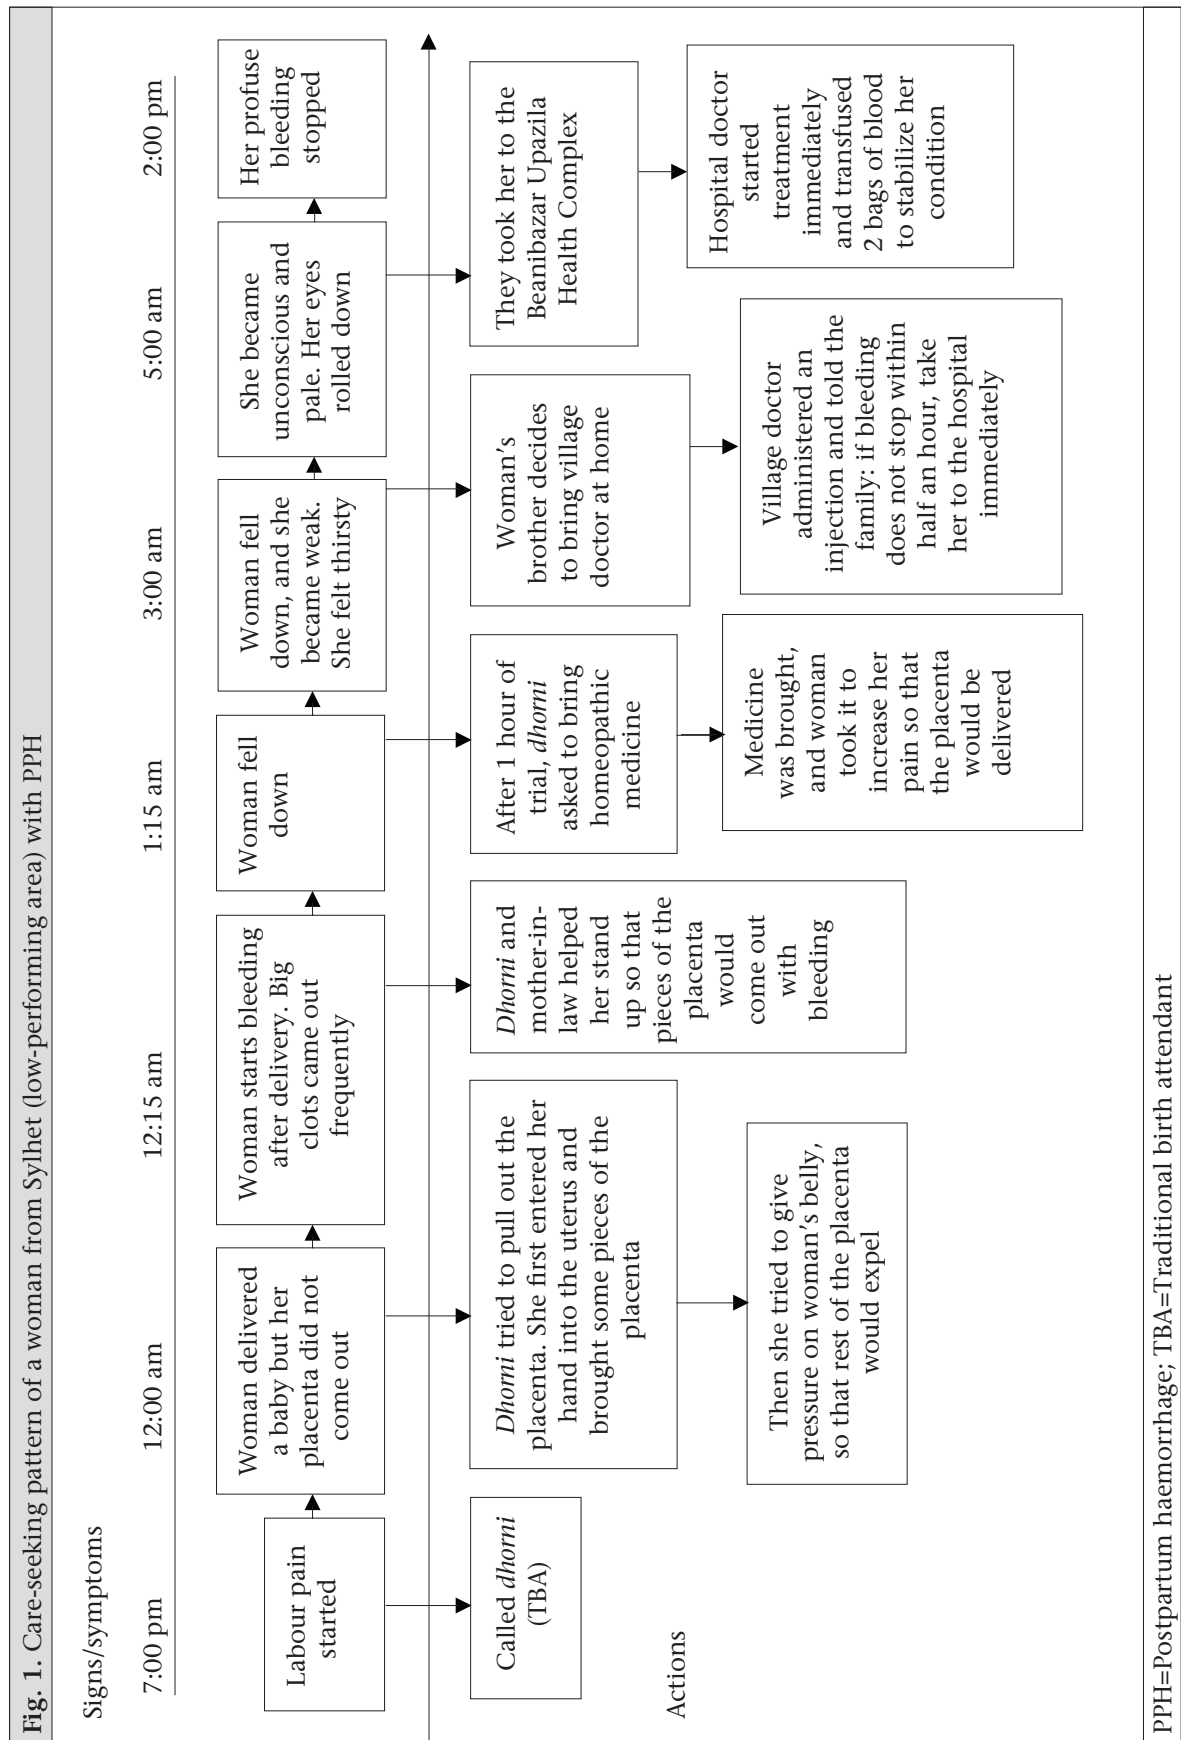 Fig. 1. Care-seeking pattern of a woman from Sylhet (low-performing area) with PPH
Signs/symptoms
7:00 pm
12:00 am
12:15 am
1:15 am
3:00 am
5:00 am
2:00 pm
Labour pain
started
Woman delivered
a baby but her
placenta did not
come out
Woman starts bleeding
after delivery. Big
clots came out
frequently
Woman fell
down
Woman fell
down, and she
became weak.
She felt thirsty
She became
unconscious and
pale. Her eyes
rolled down
Her profuse
bleeding
stopped
Called dhorni
(TBA)
Dhorni tried to pull out the
placenta. She first entered her
hand into the uterus and
brought some pieces of the
placenta
Dhorni and
mother-in-
law helped
her stand
up so that
pieces of the
placenta
would
come out
with
bleeding
After 1 hour of
trial, dhorni
asked to bring
homeopathic
medicine
Woman's
brother decides
to bring village
doctor at home
They took her to the
Beanibazar Upazila
Health Complex
Actions
Then she tried to give
pressure on woman's belly,
so that rest of the placenta
would expel
Medicine
was brought,
and woman
took it to
increase her
pain so that
the placenta
would be
delivered
Village doctor
administered an
injection and told the
family: if bleeding
does not stop within
half an hour, take
her to the hospital
immediately
Hospital doctor
started
treatment
immediately
and transfused
2 bags of blood
to stabilize her
condition
PPH=Postpartum haemorrhage; TBA=Traditional birth attendant